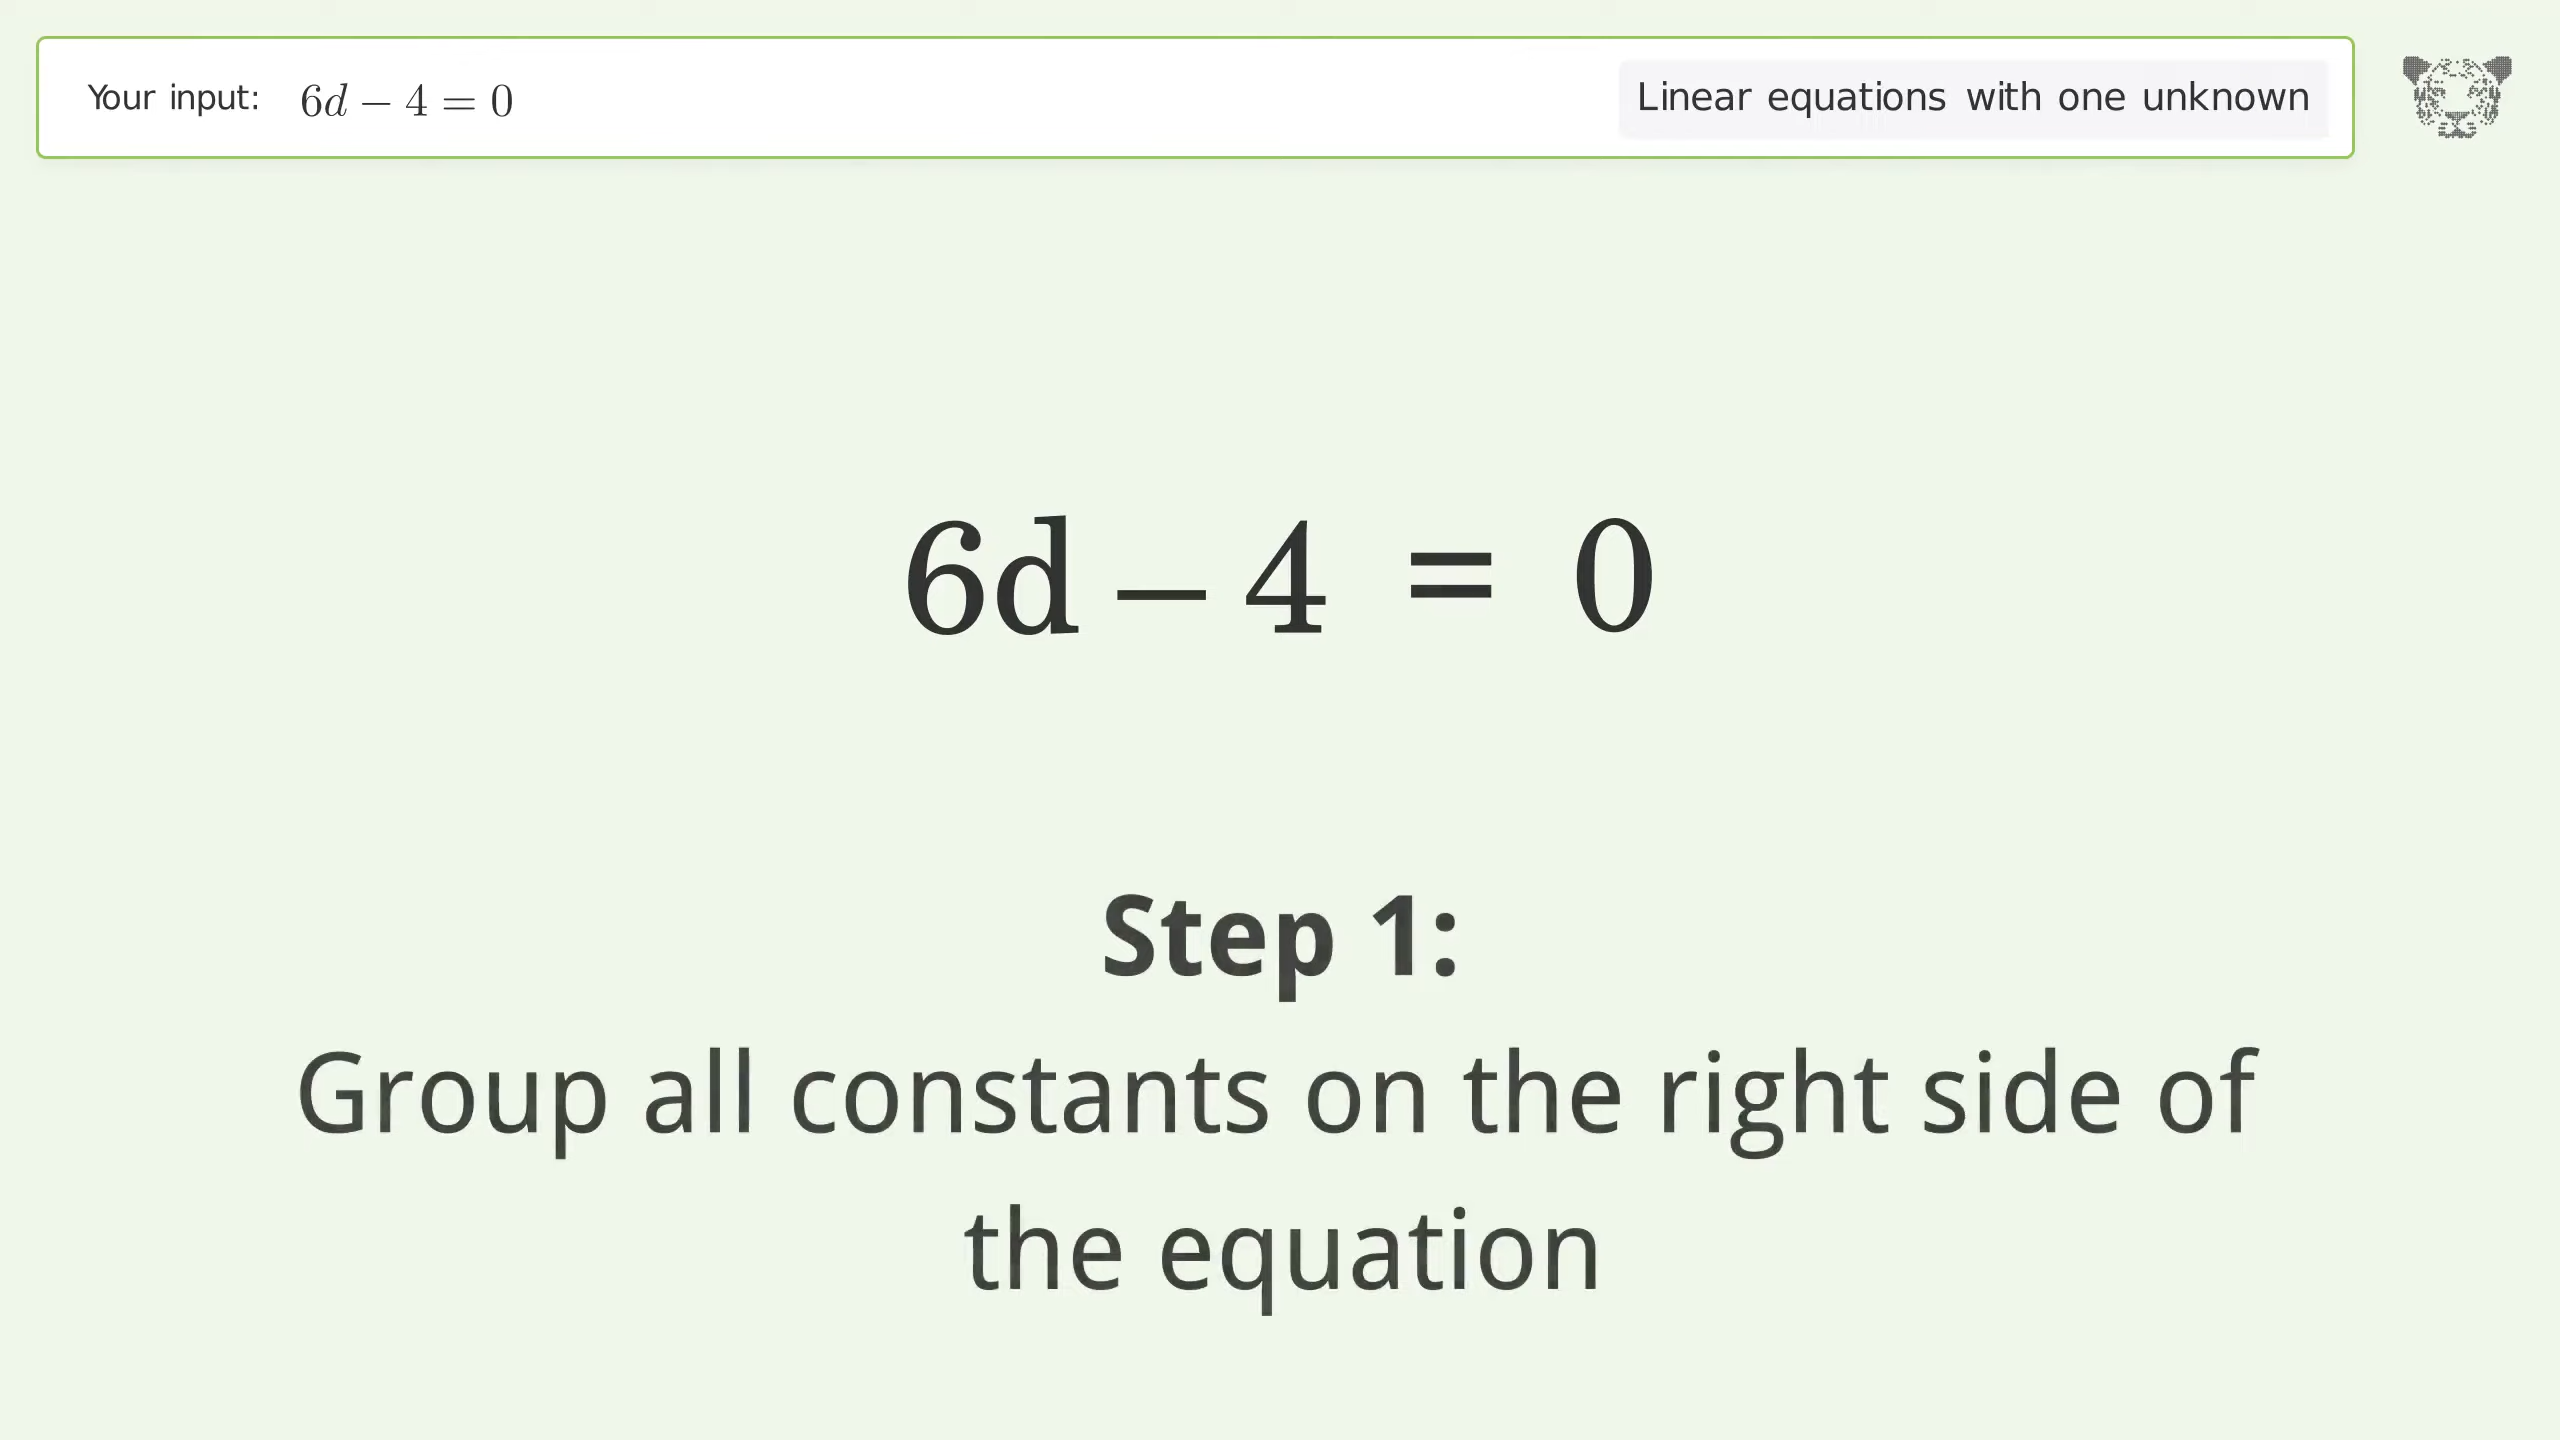 Your input: 6d − 4 = 0
Linear equations with one unknown
6d − 4 = 0
Step 1:
Group all constants on the right side of
the equation